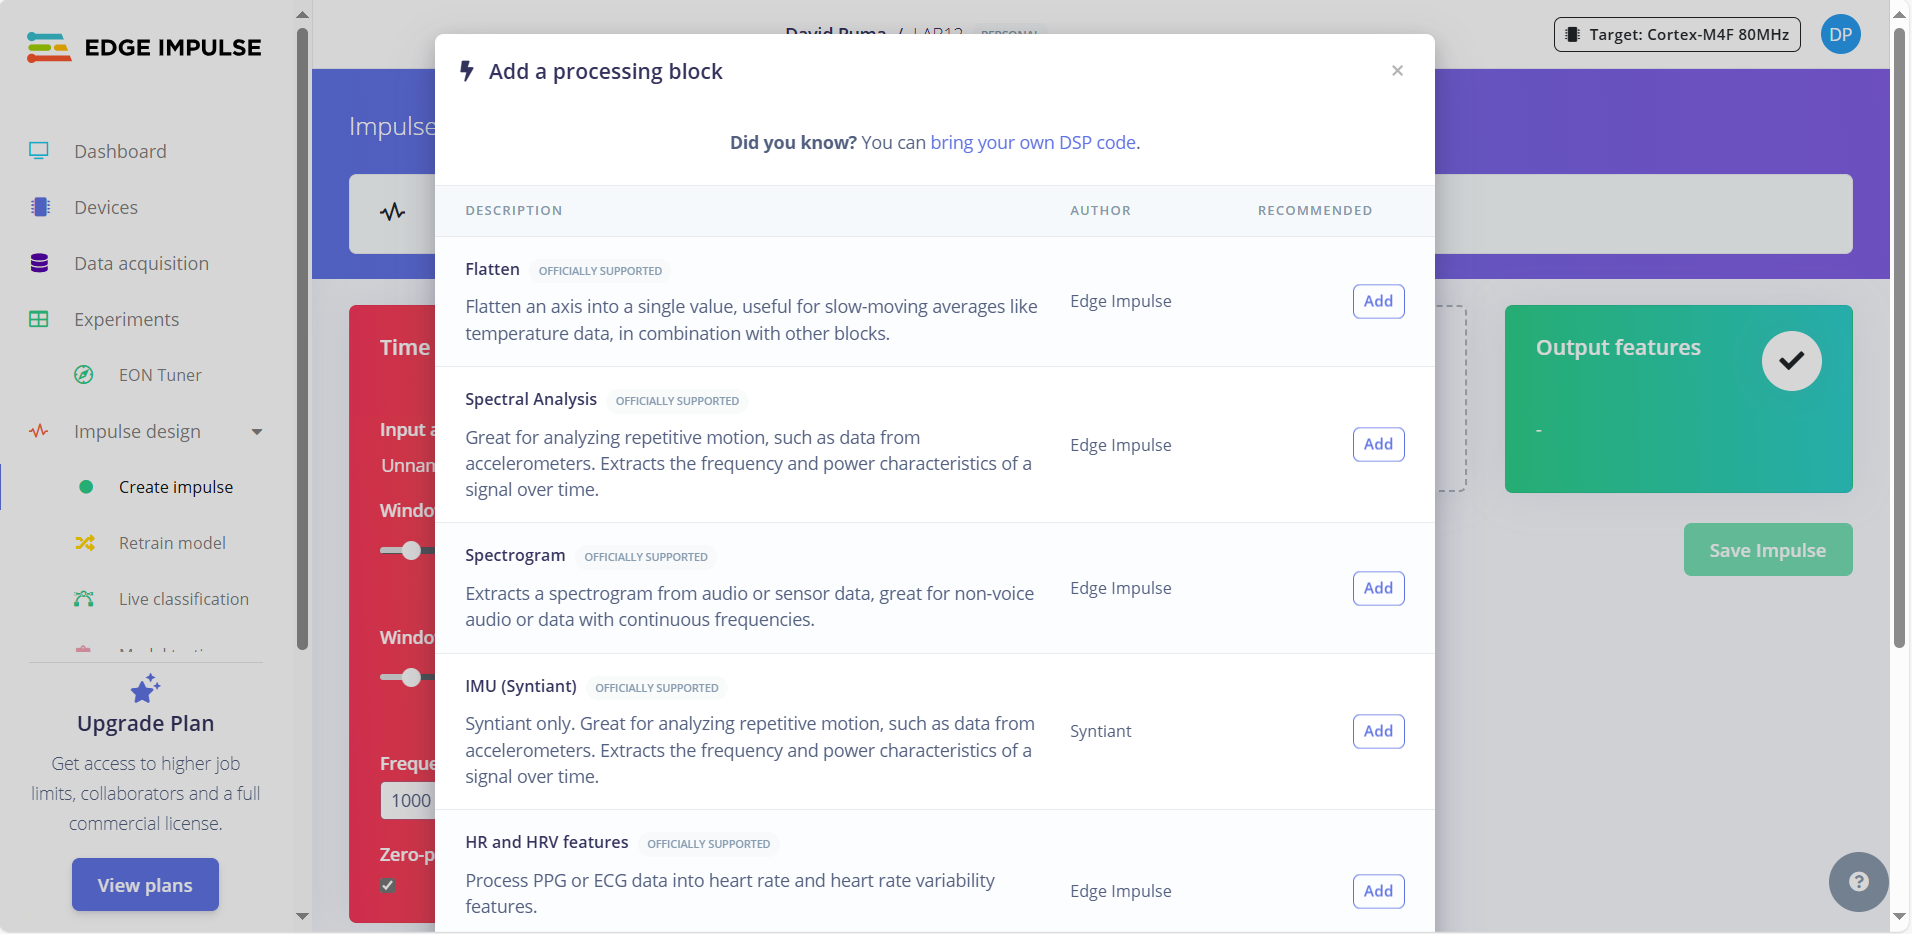 EDGE IMPULSE
Dashboard
Devices
Data acquisition
Experiments
EON Tuner
Impulse design
Create impulse
Retrain model
Live classification
Upgrade Plan
Get access to higher job
limits, collaborators and a full
commercial license.
View plans
Target: Cortex-M4F 80MHz
DP
Impulse
Time
Input a
Unnan
Windo
Windo
Freque
1000
Zero-p
Add a processing block
×
Did you know? You can bring your own DSP code.
DESCRIPTION AUTHOR RECOMMENDED
Flatten OFFICIALLY SUPPORTED
Flatten an axis into a single value, useful for slow-moving averages like
temperature data, in combination with other blocks.
Edge Impulse
Add
Spectral Analysis OFFICIALLY SUPPORTED
Great for analyzing repetitive motion, such as data from
accelerometers. Extracts the frequency and power characteristics of a
signal over time.
Edge Impulse
Add
Spectrogram OFFICIALLY SUPPORTED
Extracts a spectrogram from audio or sensor data, great for non-voice
audio or data with continuous frequencies.
Edge Impulse
Add
IMU (Syntiant) OFFICIALLY SUPPORTED
Syntiant only. Great for analyzing repetitive motion, such as data from
accelerometers. Extracts the frequency and power characteristics of a
signal over time.
Syntiant
Add
HR and HRV features OFFICIALLY SUPPORTED
Process PPG or ECG data into heart rate and heart rate variability
features.
Edge Impulse
Add
Output features
-
Save Impulse
?